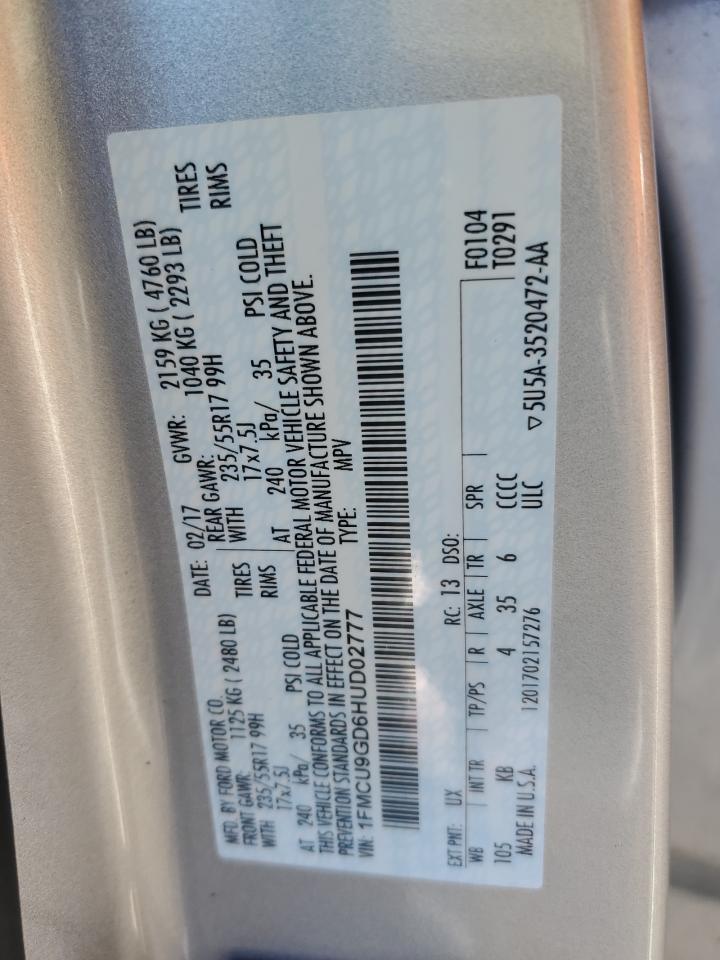 MFD. BY FORD MOTOR CO. DATE: 02/17 GVWR: 2159 KG ( 4760 LB)
FRONT GAWR: 1125 KG ( 2480 LB) REAR GAWR: 1040 KG ( 2293 LB)
WITH 235/55R17 99H TIRES WITH 235/55R17 99H TIRES
17x7.5J RIMS 17x7.5J RIMS
AT 240 kPa/ 35 PSI COLD AT 240 kPa/ 35 PSI COLD
THIS VEHICLE CONFORMS TO ALL APPLICABLE FEDERAL MOTOR VEHICLE SAFETY AND THEFT
PREVENTION STANDARDS IN EFFECT ON THE DATE OF MANUFACTURE SHOWN ABOVE.
VIN: 1FMCU9GD6HUD02777 TYPE: MPV
EXT PNT: UX RC: 13 DSO:
WB INT TR TP/PS R AXLE TR SPR F0104
T0291
105 KB 4 35 6 CCCC
MADE IN U.S.A. 1201702157276 ULC ▽5U5A-3520472-AA